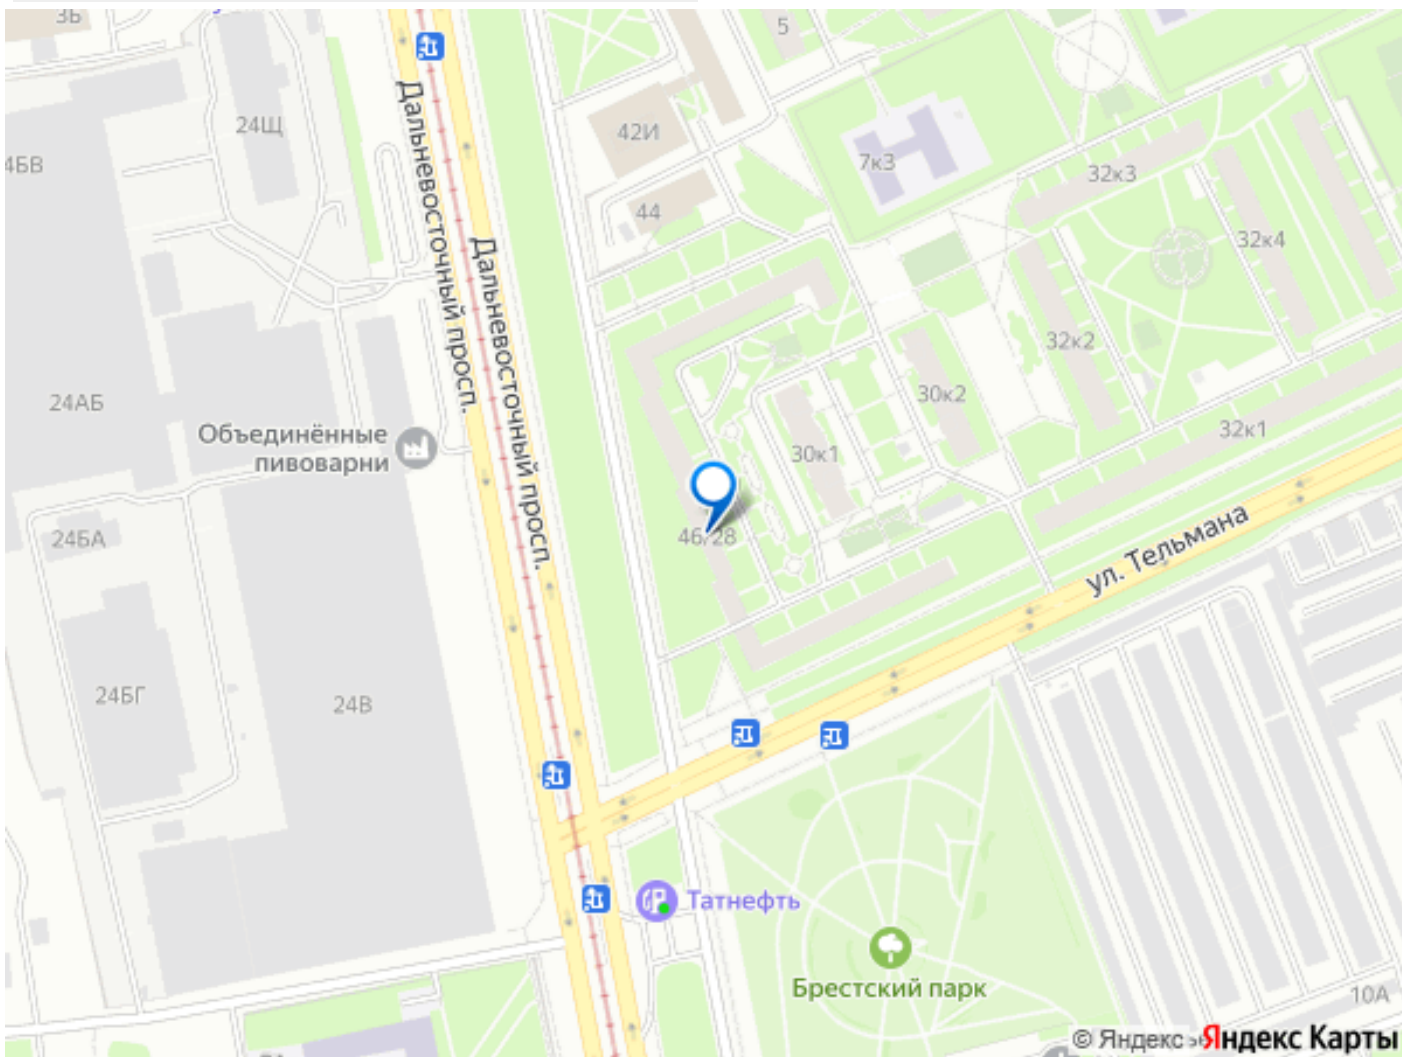 3Б
5
24Щ
42И
4БВ
7к3
32к3
44
32к4
Дальневосточный просп.
Дальневосточный просп.
32к2
24АБ
30к2
Объединённые
пивоварни
32к1
30к1
24БА
46/28
ул. Тельмана
24БГ
24В
Татнефть
Брестский парк
10А
© Яндекс
Яндекс Карты